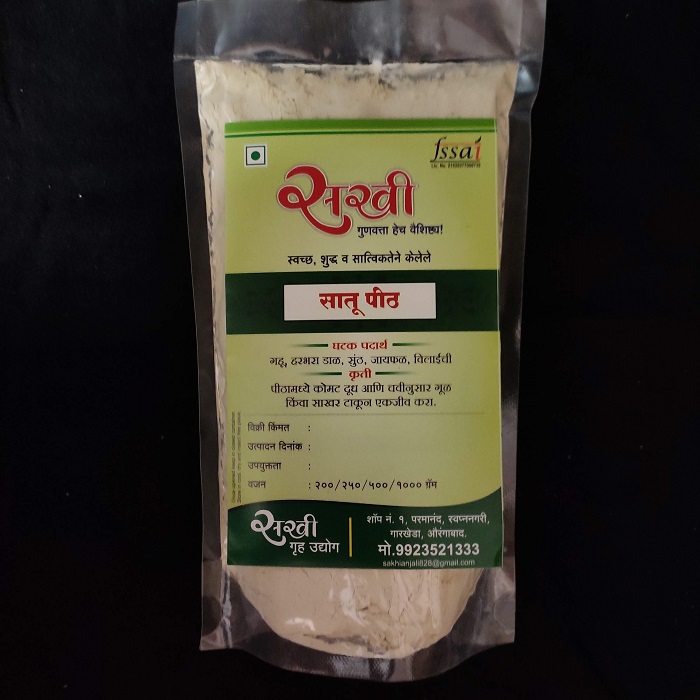 fssai
सखी
गुणवत्ता हेच वैशिष्ठ्य!
स्वच्छ, शुद्ध व सात्विकतेने केलेले
सातू पीठ
घटक पदार्थ
गहू, हरभरा डाळ, सुंठ, जायफळ, विलाईची
कृती
पीठामध्ये कोमट दूध आणि चवीनुसार गूळ
किंवा साखर टाकून एकजीव करा.
विक्री किंमत :
उत्पादन दिनांक :
उपयुक्तता :
वजन : २००/२५०/५००/१००० ग्रॅम
सखी
गृह उद्योग
शॉप नं. १, परमानंद, स्वप्ननगरी,
गारखेडा, औरंगाबाद.
मो.9923521333
sakhianjali828@gmail.com